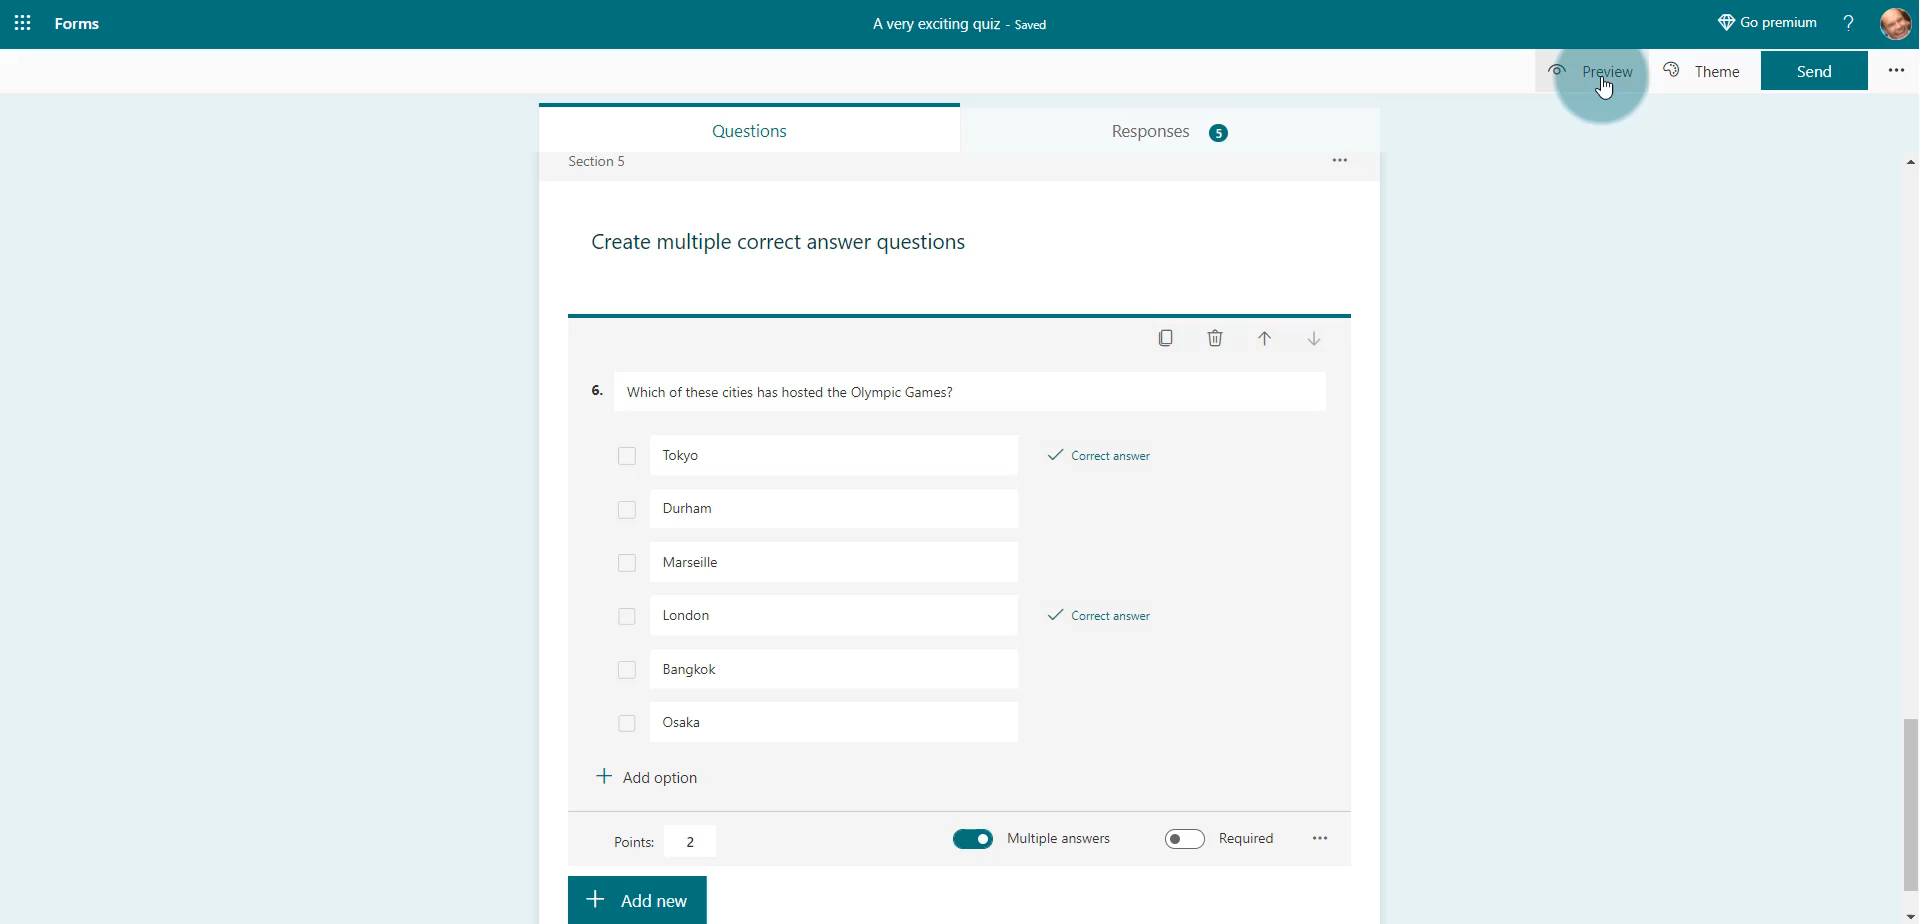 Forms
A very exciting quiz - Saved
Go premium
?
Preview
Theme
Send
Questions
Responses 5
Section 5
Create multiple correct answer questions
6. Which of these cities has hosted the Olympic Games?
Tokyo
Correct answer
Durham
Marseille
London
Correct answer
Bangkok
Osaka
Add option
Points: 2
Multiple answers
Required
Add new